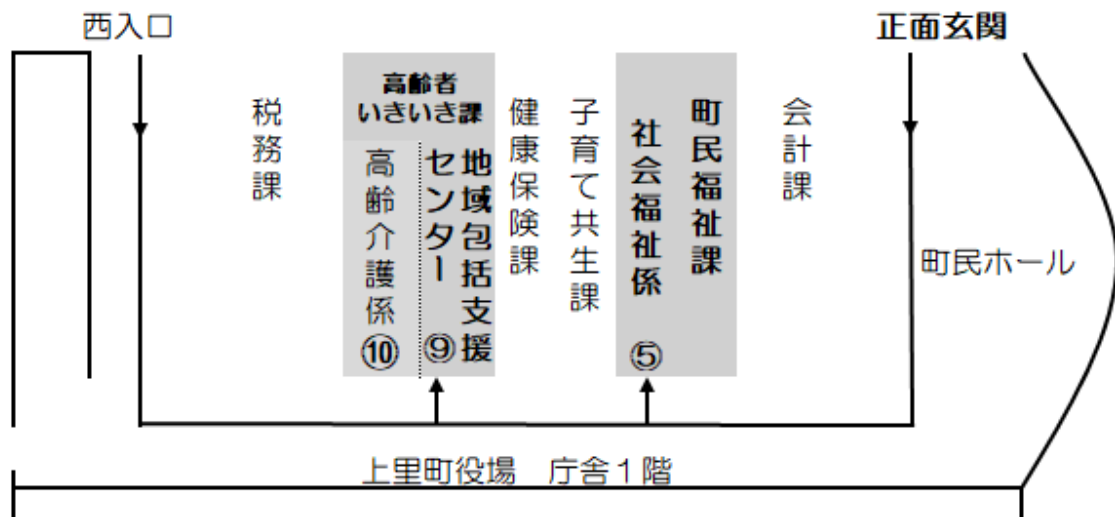 西入口
正面玄関
税務課
高齢者
いきいき課
高齢介護係
⑩
地域包括支援
センター
⑨
健康保険課
子育て共生課
町民福祉課
社会福祉係
⑤
会計課
町民ホール
上里町役場 庁舎1階